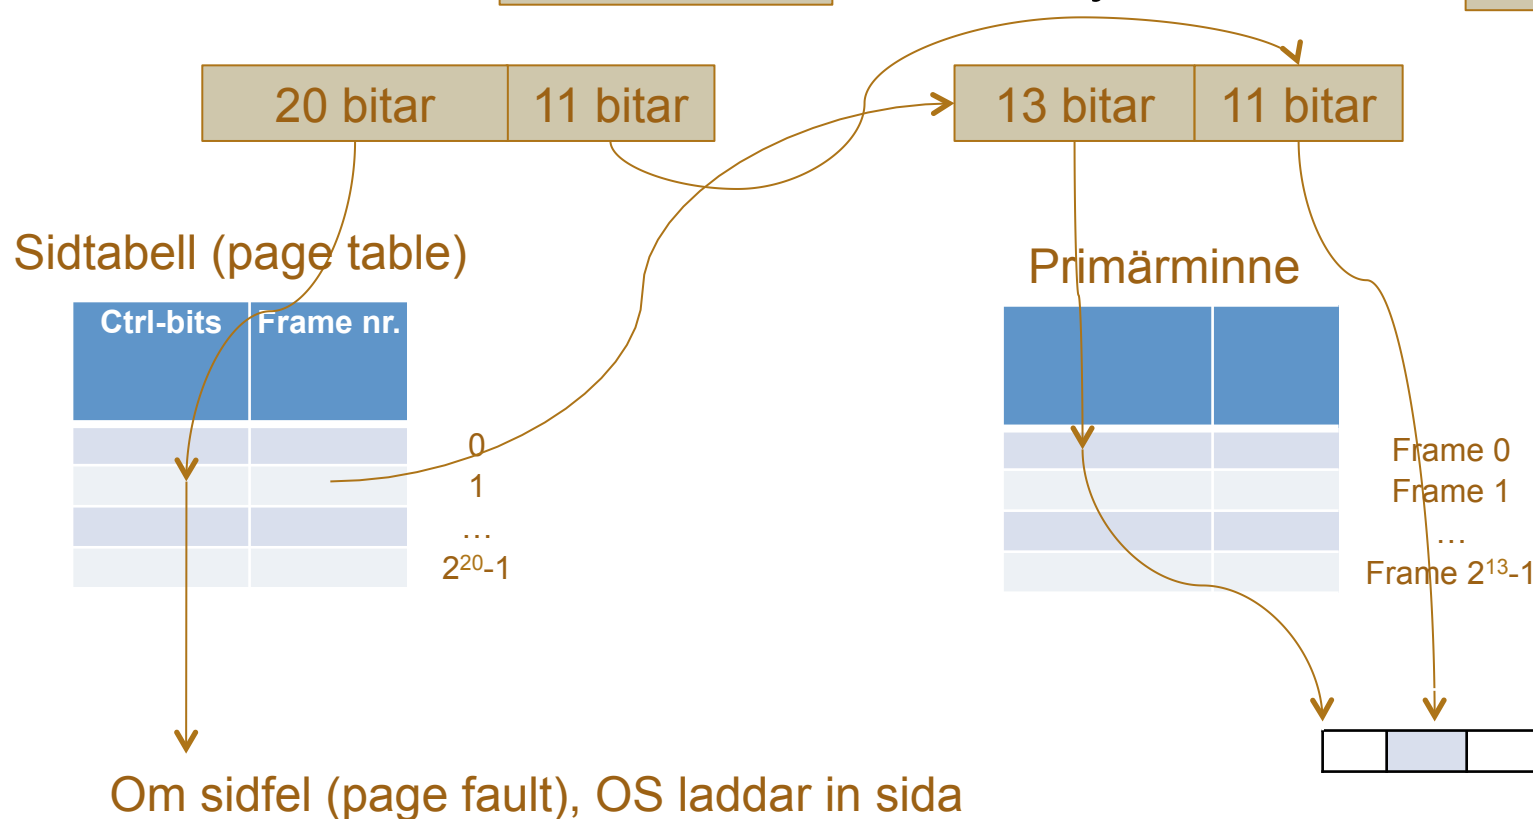 20 bitar 11 bitar 13 bitar 11 bitar
Sidtabell (page table)
Primärminne
Ctrl-bits Frame nr.
0
1
…
2²⁰-1
Frame 0
Frame 1
…
Frame 2¹³-1
Om sidfel (page fault), OS laddar in sida